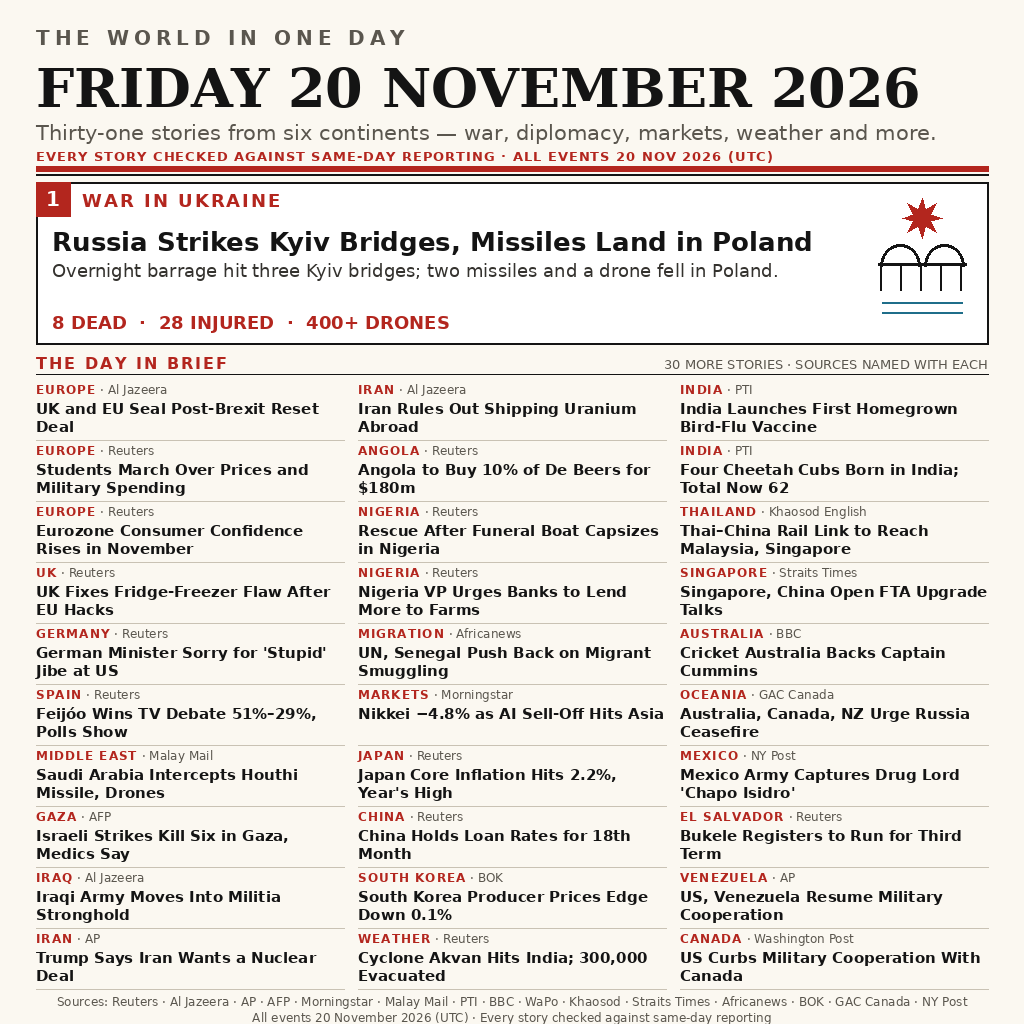 THE WORLD IN ONE DAY
FRIDAY 20 NOVEMBER 2026
Thirty-one stories from six continents — war, diplomacy, markets, weather and more.
EVERY STORY CHECKED AGAINST SAME-DAY REPORTING · ALL EVENTS 20 NOV 2026 (UTC)
1 WAR IN UKRAINE
Russia Strikes Kyiv Bridges, Missiles Land in Poland
Overnight barrage hit three Kyiv bridges; two missiles and a drone fell in Poland.
8 DEAD · 28 INJURED · 400+ DRONES
THE DAY IN BRIEF
30 MORE STORIES · SOURCES NAMED WITH EACH
EUROPE · Al Jazeera
UK and EU Seal Post-Brexit Reset
Deal
EUROPE · Reuters
Students March Over Prices and
Military Spending
EUROPE · Reuters
Eurozone Consumer Confidence
Rises in November
UK · Reuters
UK Fixes Fridge-Freezer Flaw After
EU Hacks
GERMANY · Reuters
German Minister Sorry for 'Stupid'
Jibe at US
SPAIN · Reuters
Feijóo Wins TV Debate 51%–29%,
Polls Show
MIDDLE EAST · Malay Mail
Saudi Arabia Intercepts Houthi
Missile, Drones
GAZA · AFP
Israeli Strikes Kill Six in Gaza,
Medics Say
IRAQ · Al Jazeera
Iraqi Army Moves Into Militia
Stronghold
IRAN · AP
Trump Says Iran Wants a Nuclear
Deal
IRAN · Al Jazeera
Iran Rules Out Shipping Uranium
Abroad
ANGOLA · Reuters
Angola to Buy 10% of De Beers for
$180m
NIGERIA · Reuters
Rescue After Funeral Boat Capsizes
in Nigeria
NIGERIA · Reuters
Nigeria VP Urges Banks to Lend
More to Farms
MIGRATION · Africanews
UN, Senegal Push Back on Migrant
Smuggling
MARKETS · Morningstar
Nikkei −4.8% as AI Sell-Off Hits Asia
JAPAN · Reuters
Japan Core Inflation Hits 2.2%,
Year's High
CHINA · Reuters
China Holds Loan Rates for 18th
Month
SOUTH KOREA · BOK
South Korea Producer Prices Edge
Down 0.1%
WEATHER · Reuters
Cyclone Akvan Hits India; 300,000
Evacuated
INDIA · PTI
India Launches First Homegrown
Bird-Flu Vaccine
INDIA · PTI
Four Cheetah Cubs Born in India;
Total Now 62
THAILAND · Khaosod English
Thai–China Rail Link to Reach
Malaysia, Singapore
SINGAPORE · Straits Times
Singapore, China Open FTA Upgrade
Talks
AUSTRALIA · BBC
Cricket Australia Backs Captain
Cummins
OCEANIA · GAC Canada
Australia, Canada, NZ Urge Russia
Ceasefire
MEXICO · NY Post
Mexico Army Captures Drug Lord
'Chapo Isidro'
EL SALVADOR · Reuters
Bukele Registers to Run for Third
Term
VENEZUELA · AP
US, Venezuela Resume Military
Cooperation
CANADA · Washington Post
US Curbs Military Cooperation With
Canada
Sources: Reuters · Al Jazeera · AP · AFP · Morningstar · Malay Mail · PTI · BBC · WaPo · Khaosod · Straits Times · Africanews · BOK · GAC Canada · NY Post
All events 20 November 2026 (UTC) · Every story checked against same-day reporting